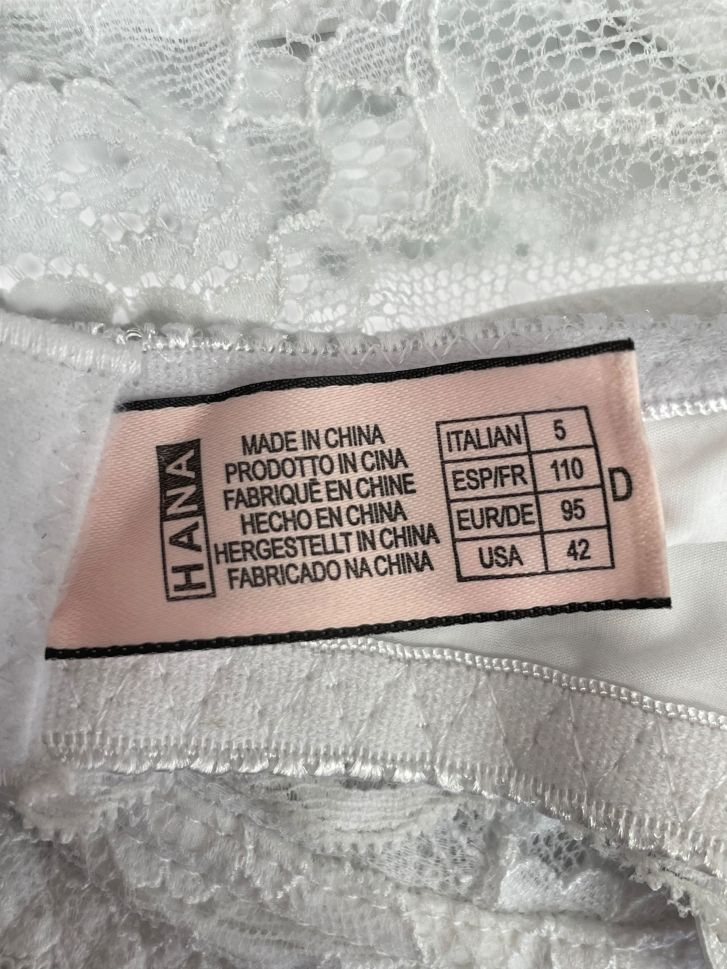 HANA
MADE IN CHINA
PRODOTTO IN CINA
FABRIQUĒ EN CHINE
HECHO EN CHINA
HERGESTELLT IN CHINA
FABRICADO NA CHINA
ITALIAN 5
ESP/FR 110
EUR/DE 95
USA 42
D